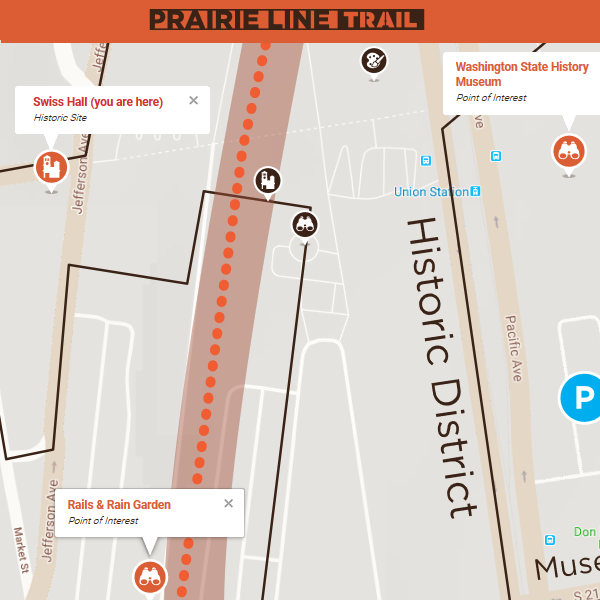 PRAIRIE LINE TRAIL
Jeffe
Washington State History
Museum
Point of Interest
Swiss Hall (you are here)
Historic Site
Jefferson Ave
Union Station
Historic District
Pacific Ave
P
Rails & Rain Garden
Point of Interest
Jefferson Ave
Market St
Don
Muse
S 21